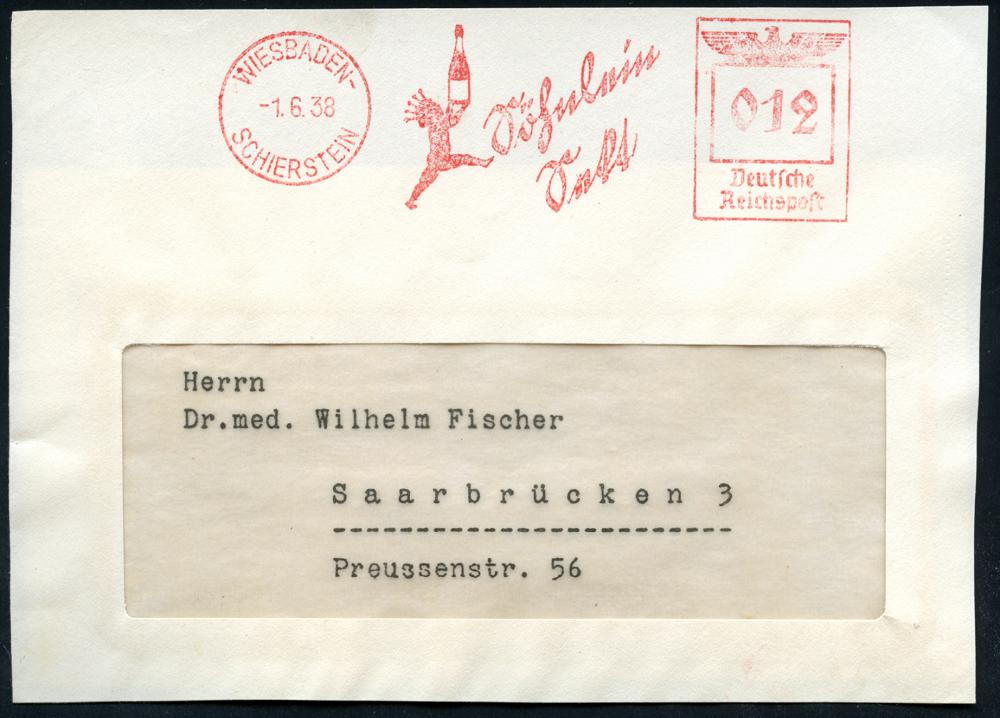 WIESBADEN-
-1.6.38
SCHIERSTEIN
Söhnlein
Sekt
012
Deutsche
Reichspost
Herrn
Dr.med. Wilhelm Fischer
Saarbrücken 3
------------------------
Preussenstr. 56